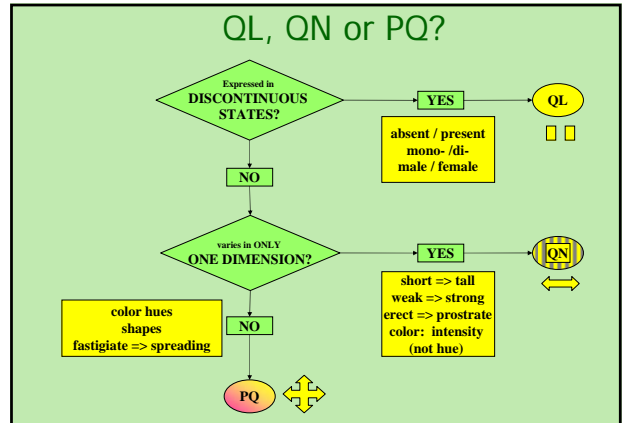 QL, QN or PQ?
Expressed in
DISCONTINUOUS
STATES?
YES
QL
absent / present
mono- /di-
male / female
NO
varies in ONLY
ONE DIMENSION?
YES
QN
short => tall
weak => strong
erect => prostrate
color: intensity
(not hue)
color hues
shapes
fastigiate => spreading
NO
PQ